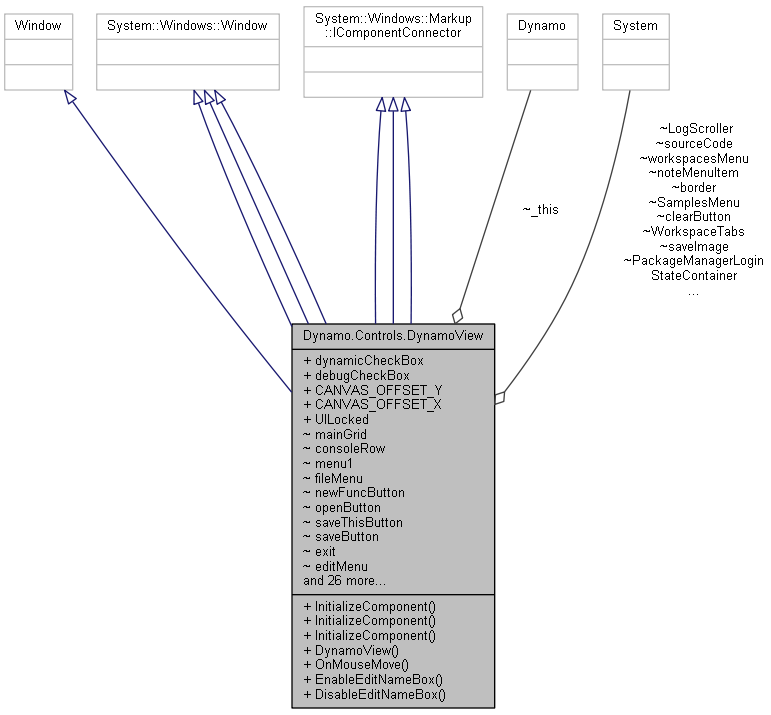 Window
System::Windows::Window
System::Windows::Markup
::IComponentConnector
Dynamo
System
~LogScroller
~sourceCode
~workspacesMenu
~noteMenuItem
~border
~SamplesMenu
~clearButton
~WorkspaceTabs
~saveImage
~PackageManagerLogin
StateContainer
...
~_this
Dynamo.Controls.DynamoView
+ dynamicCheckBox
+ debugCheckBox
+ CANVAS_OFFSET_Y
+ CANVAS_OFFSET_X
+ UILocked
~ mainGrid
~ consoleRow
~ menu1
~ fileMenu
~ newFuncButton
~ openButton
~ saveThisButton
~ saveButton
~ exit
~ editMenu
and 26 more...
+ InitializeComponent()
+ InitializeComponent()
+ InitializeComponent()
+ DynamoView()
+ OnMouseMove()
+ EnableEditNameBox()
+ DisableEditNameBox()